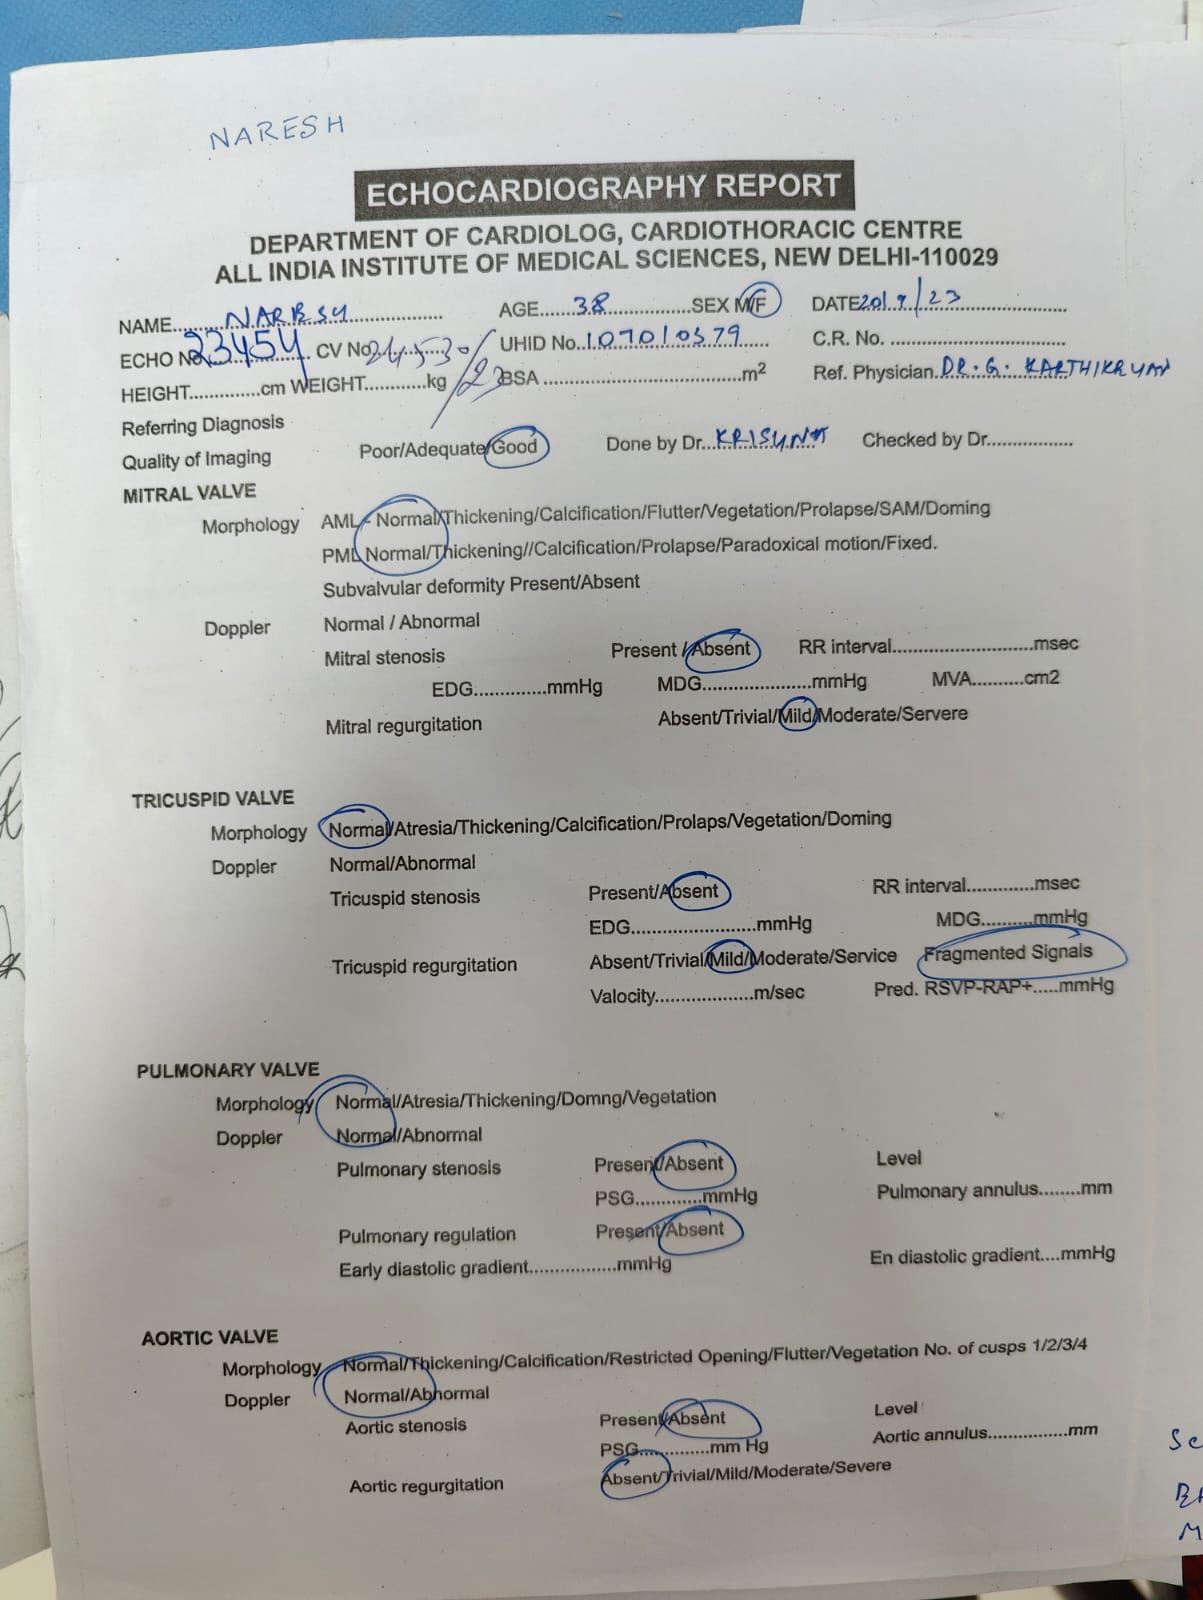 NARESH
ECHOCARDIOGRAPHY REPORT
DEPARTMENT OF CARDIOLOG, CARDIOTHORACIC CENTRE
ALL INDIA INSTITUTE OF MEDICAL SCIENCES, NEW DELHI-110029
NAME.......... NARESH.................. AGE....38...............SEX M/F DATE20/9/23......................
ECHO No 23454 CV No24530/23 UHID No.107010379...... C.R. No. ...............................
HEIGHT..............cm WEIGHT............kg BSA ....................................m2 Ref. Physician.DR.G. KARTHIKEYAN
Referring Diagnosis
Quality of Imaging Poor/Adequate/Good Done by Dr...KRISHNA Checked by Dr................
MITRAL VALVE
Morphology AML - Normal/Thickening/Calcification/Flutter/Vegetation/Prolapse/SAM/Doming
PML Normal/Thickening//Calcification/Prolapse/Paradoxical motion/Fixed.
Subvalvular deformity Present/Absent
Doppler Normal / Abnormal
Mitral stenosis Present / Absent RR interval..........................msec
EDG.............mmHg MDG....................mmHg MVA..........cm2
Mitral regurgitation Absent/Trivial/Mild/Moderate/Servere
TRICUSPID VALVE
Morphology Normal/Atresia/Thickening/Calcification/Prolaps/Vegetation/Doming
Doppler Normal/Abnormal
Tricuspid stenosis Present/Absent RR interval.............msec
EDG.......................mmHg MDG..........mmHg
Tricuspid regurgitation Absent/Trivial/Mild/Moderate/Service Fragmented Signals
Valocity..................m/sec Pred. RSVP-RAP+.....mmHg
PULMONARY VALVE
Morphology Normal/Atresia/Thickening/Domng/Vegetation
Doppler Normal/Abnormal
Pulmonary stenosis Present/Absent Level
PSG.............mmHg Pulmonary annulus........mm
Pulmonary regulation Present/Absent
Early diastolic gradient................mmHg En diastolic gradient....mmHg
AORTIC VALVE
Morphology Normal/Thickening/Calcification/Restricted Opening/Flutter/Vegetation No. of cusps 1/2/3/4
Doppler Normal/Abnormal
Aortic stenosis Present/Absent Level
PSG.............mm Hg Aortic annulus...............mm
Aortic regurgitation Absent/Trivial/Mild/Moderate/Severe